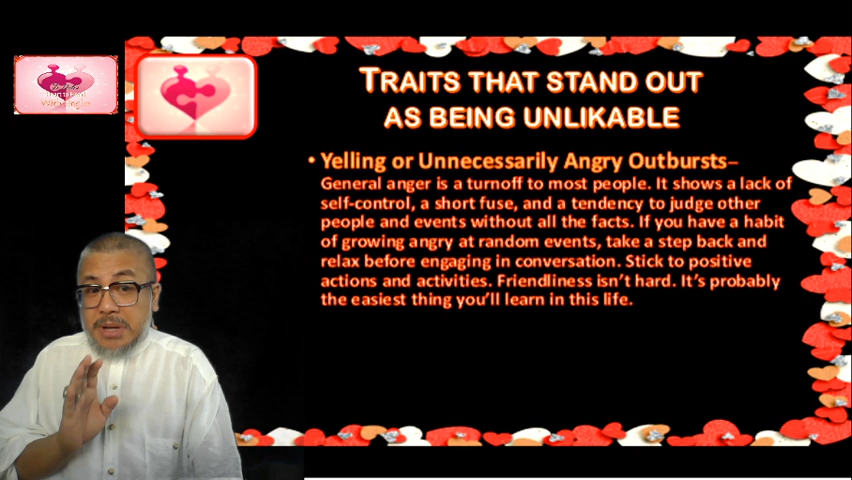 TRAITS THAT STAND OUT
AS BEING UNLIKABLE
• Yelling or Unnecessarily Angry Outbursts–
General anger is a turnoff to most people. It shows a lack of
self-control, a short fuse, and a tendency to judge other
people and events without all the facts. If you have a habit
of growing angry at random events, take a step back and
relax before engaging in conversation. Stick to positive
actions and activities. Friendliness isn't hard. It's probably
the easiest thing you'll learn in this life.